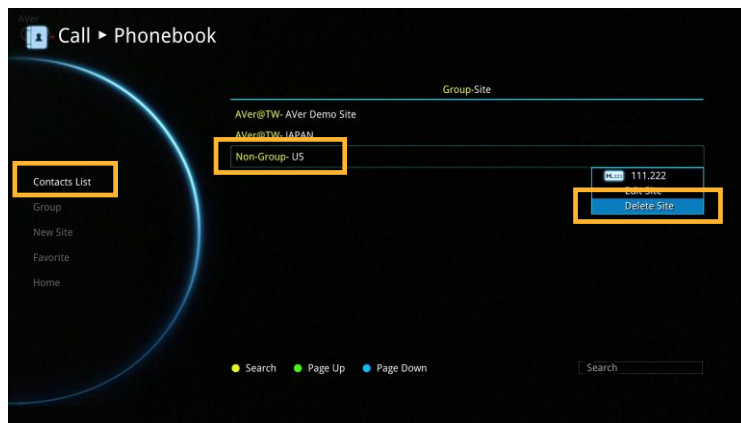 AVer
Call ▸ Phonebook
Group-Site
AVer@TW- AVer Demo Site
AVer@TW- JAPAN
Non-Group- US
111.222
Edit Site
Delete Site
Contacts List
Group
New Site
Favorite
Home
Search
Page Up
Page Down
Search